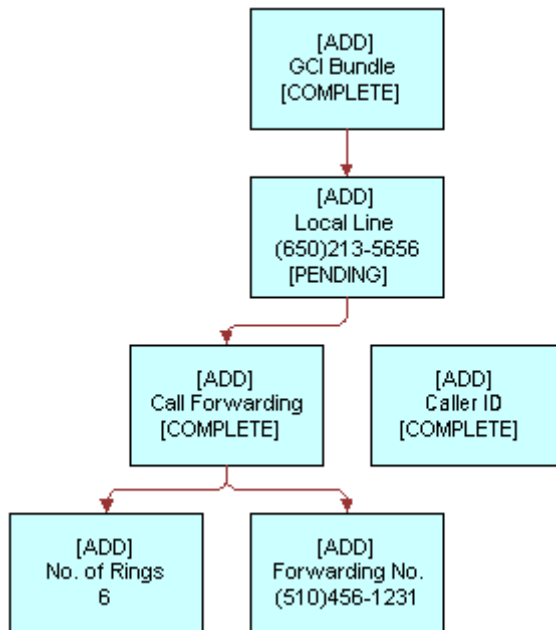 [ADD]
GCI Bundle
[COMPLETE]
[ADD]
Local Line
(650)213-5656
[PENDING]
[ADD]
Call Forwarding
[COMPLETE]
[ADD]
Caller ID
[COMPLETE]
[ADD]
No. of Rings
6
[ADD]
Forwarding No.
(510)456-1231